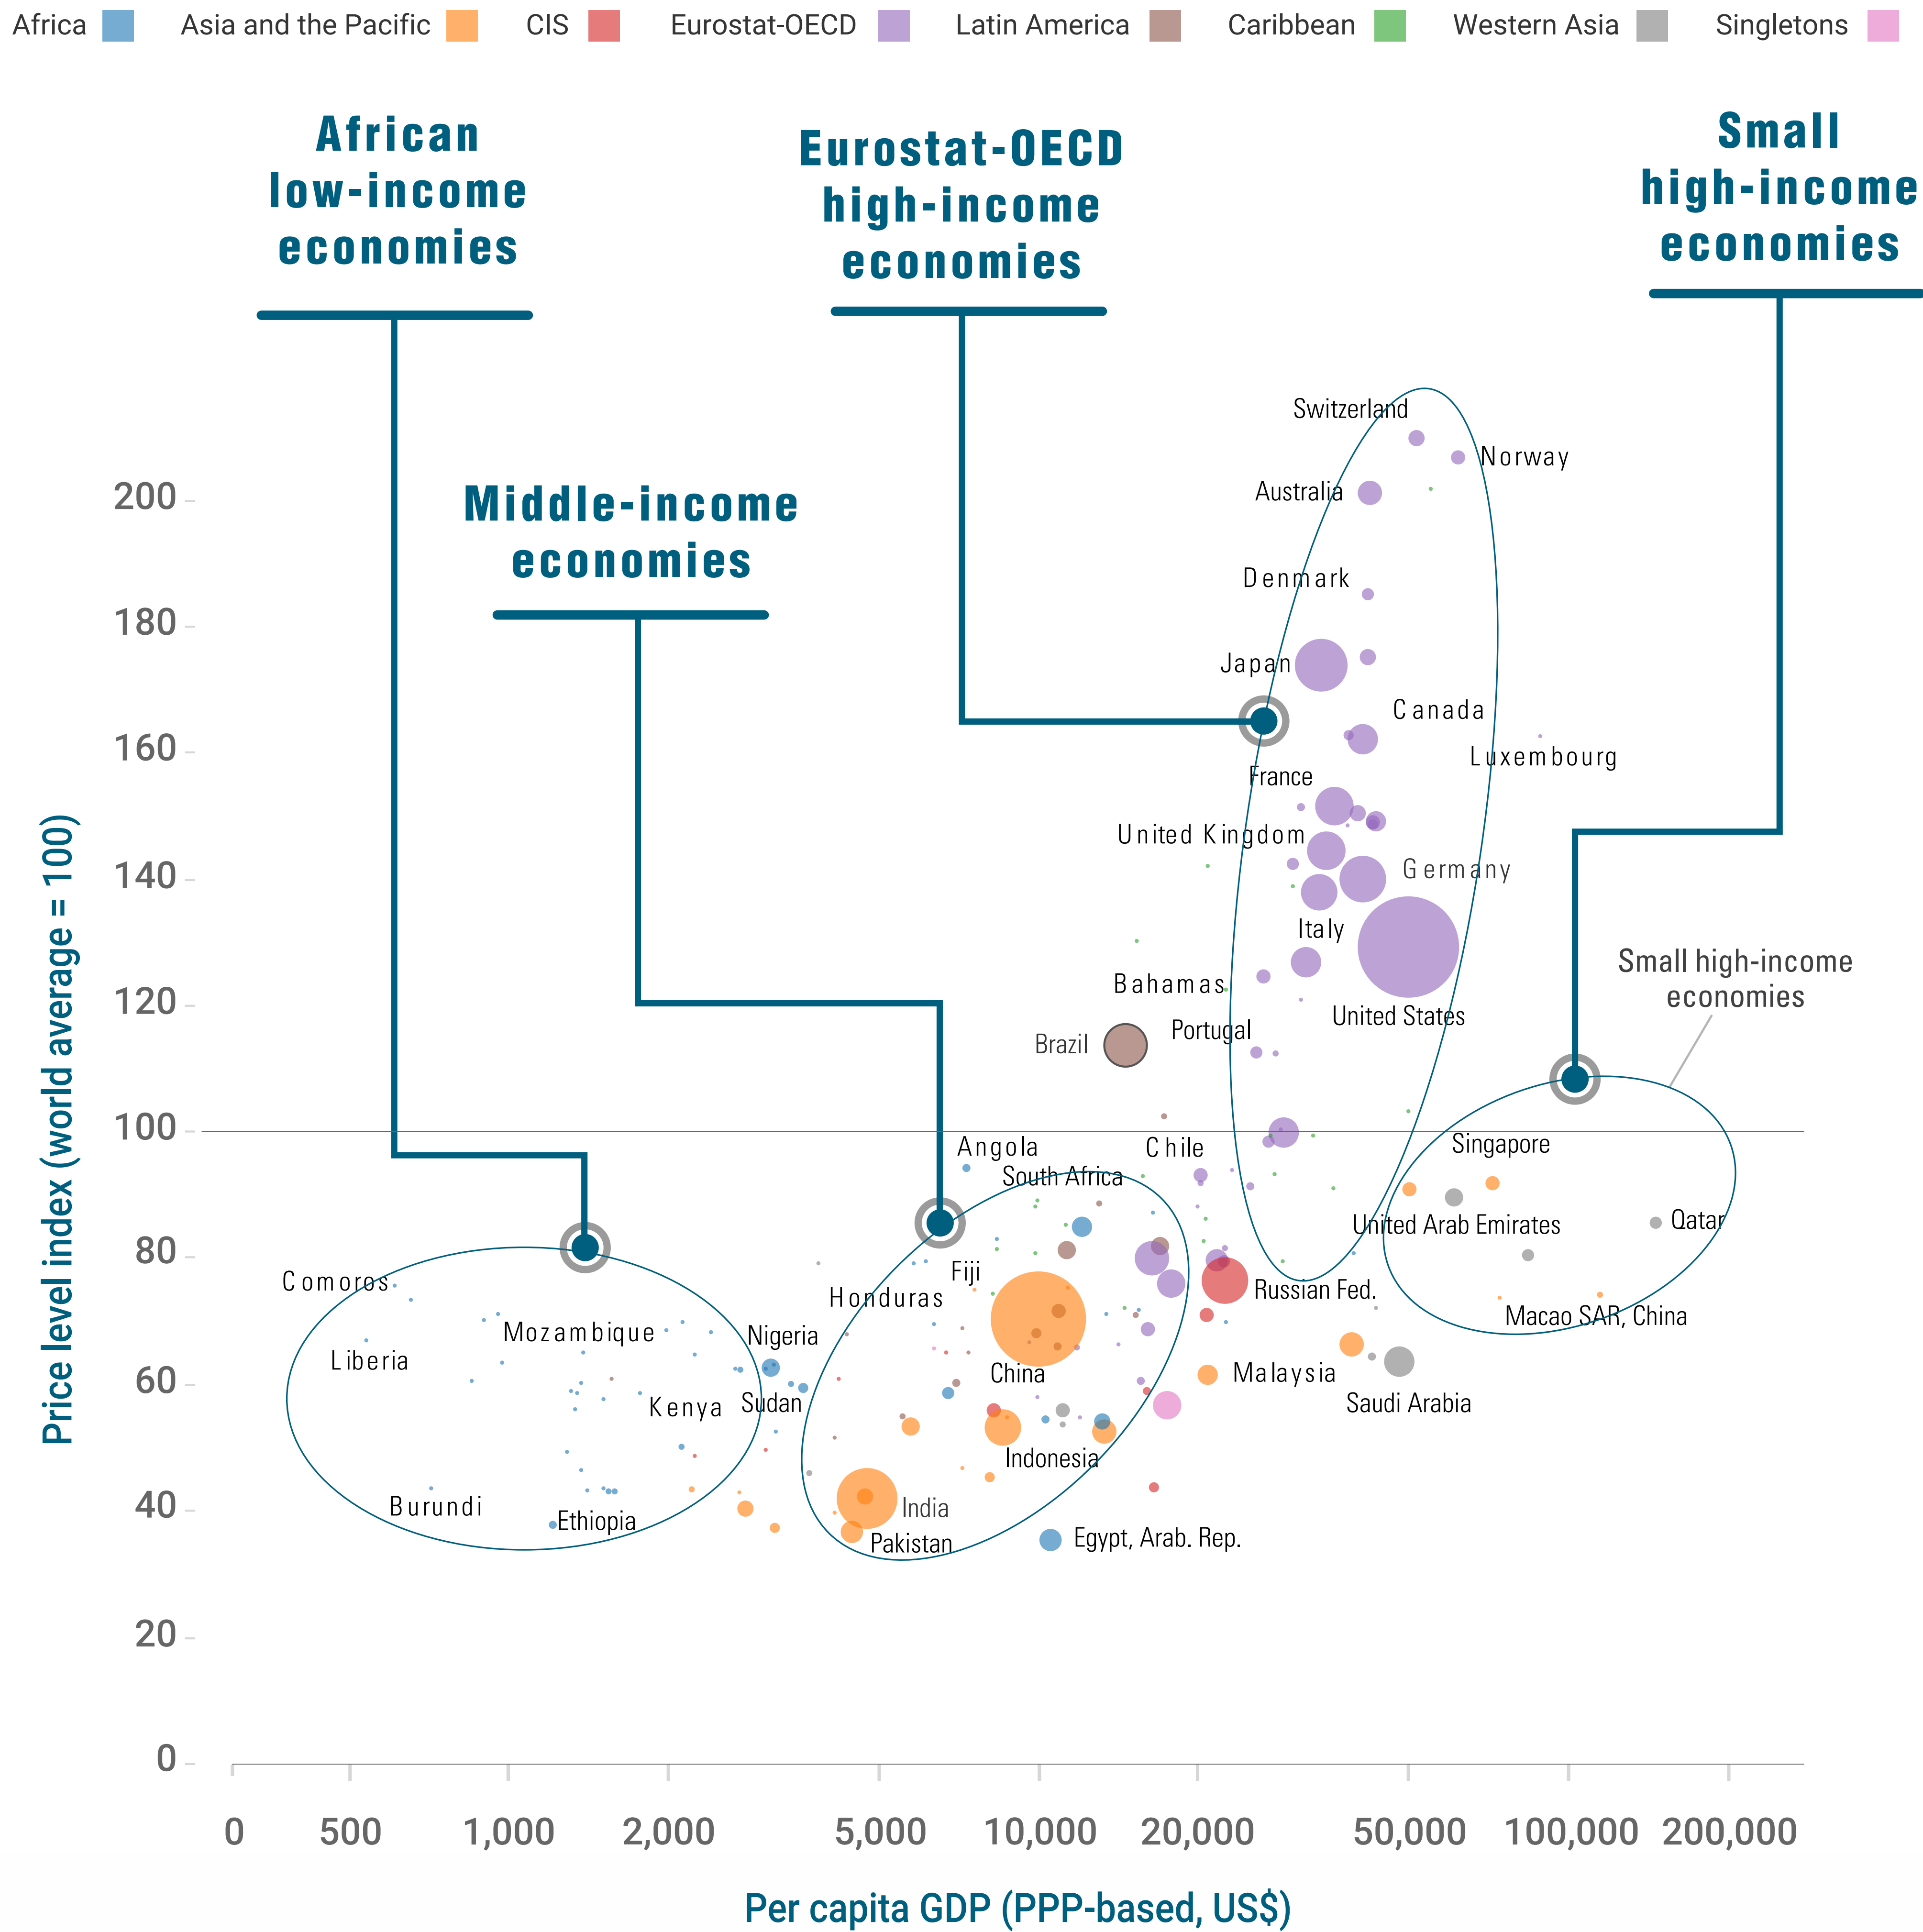 Africa
Asia and the Pacific
CIS
Eurostat-OECD
Latin America
Caribbean
Western Asia
Singletons
African
low-income
economies
Eurostat-OECD
high-income
economies
Small
high-income
economies
Middle-income
economies
Price level index (world average = 100)
200
180
160
140
120
100
80
60
40
20
0
Switzerland
Norway
Australia
Denmark
Japan
Canada
Luxembourg
France
United Kingdom
Germany
Italy
Small high-income
economies
Bahamas
United States
Portugal
Brazil
Angola
Chile
Singapore
South Africa
United Arab Emirates
Qatar
Fiji
Comoros
Honduras
Russian Fed.
Macao SAR, China
Mozambique
Nigeria
Liberia
China
Malaysia
Kenya
Sudan
Saudi Arabia
Indonesia
Burundi
Ethiopia
India
Pakistan
Egypt, Arab. Rep.
0
500
1,000
2,000
5,000
10,000
20,000
50,000
100,000
200,000
Per capita GDP (PPP-based, US$)